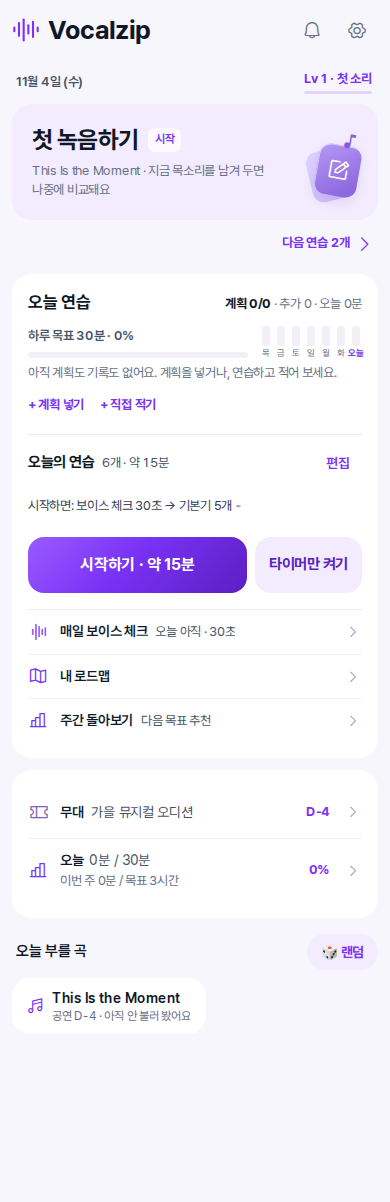 Vocalzip
11월 4일 (수)
Lv 1 · 첫 소리
첫 녹음하기 시작
This Is the Moment · 지금 목소리를 남겨 두면
나중에 비교돼요
다음 연습 2개
오늘 연습
계획 0/0 · 추가 0 · 오늘 0분
하루 목표 30분 · 0%
목 금 토 일 월 화 오늘
아직 계획도 기록도 없어요. 계획을 넣거나, 연습하고 적어 보세요.
+ 계획 넣기 + 직접 적기
오늘의 연습 6개 · 약 15분
편집
시작하면: 보이스 체크 30초 → 기본기 5개
시작하기 · 약 15분
타이머만 켜기
매일 보이스 체크 오늘 아직 · 30초
내 로드맵
주간 돌아보기 다음 목표 추천
무대 가을 뮤지컬 오디션 D-4
오늘 0분 / 30분
이번 주 0분 / 목표 3시간
0%
오늘 부를 곡
🎲 랜덤
This Is the Moment
공연 D-4 · 아직 안 불러 봤어요